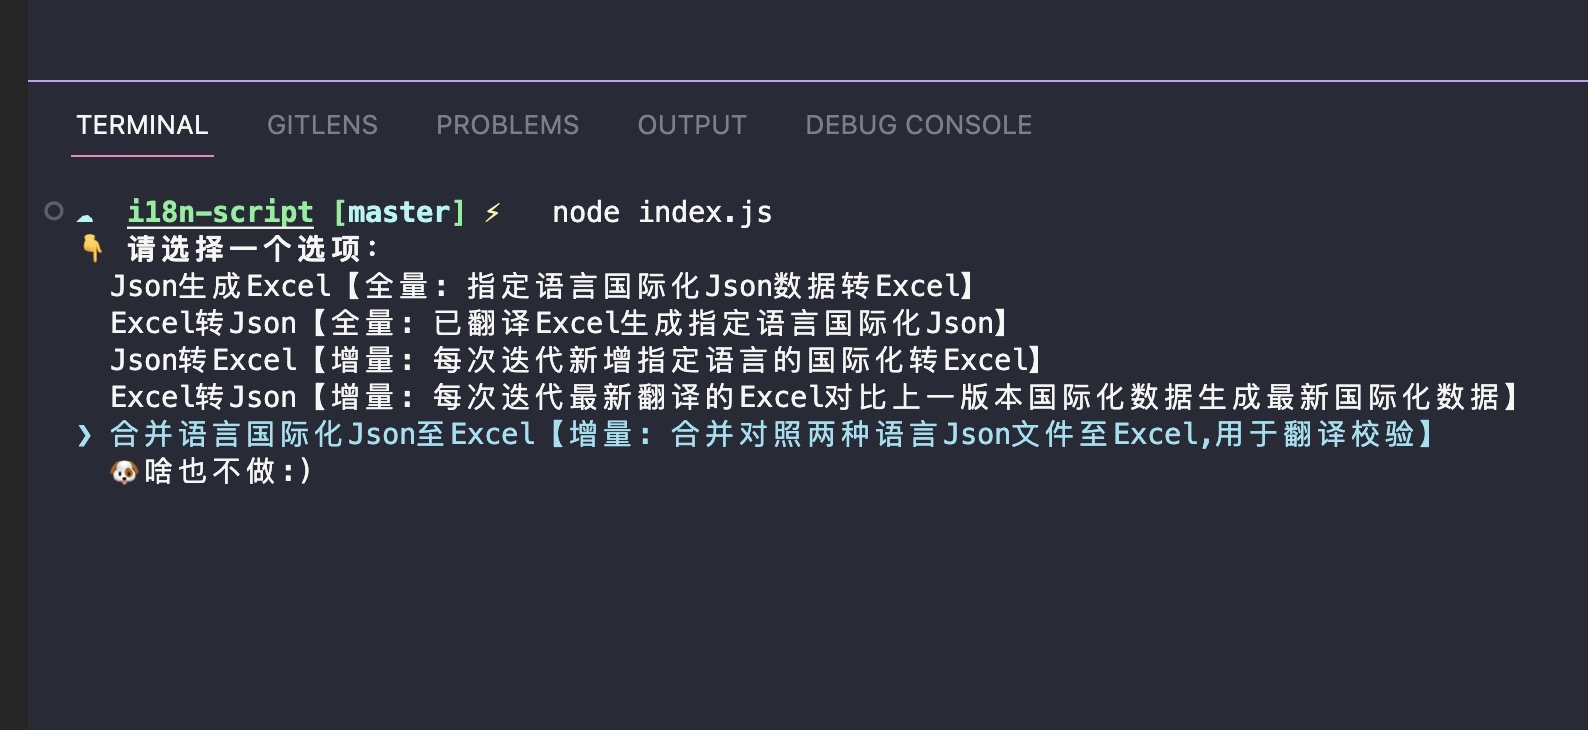 TERMINAL GITLENS PROBLEMS OUTPUT DEBUG CONSOLE
i18n-script [master] ⚡ node index.js
👇 请选择一个选项:
Json生成Excel【全量: 指定语言国际化Json数据转Excel】
Excel转Json【全量: 已翻译Excel生成指定语言国际化Json】
Json转Excel【增量: 每次迭代新增指定语言的国际化转Excel】
Excel转Json【增量: 每次迭代最新翻译的Excel对比上一版本国际化数据生成最新国际化数据】
❯ 合并语言国际化Json至Excel【增量: 合并对照两种语言Json文件至Excel,用于翻译校验】
🐶啥也不做:)